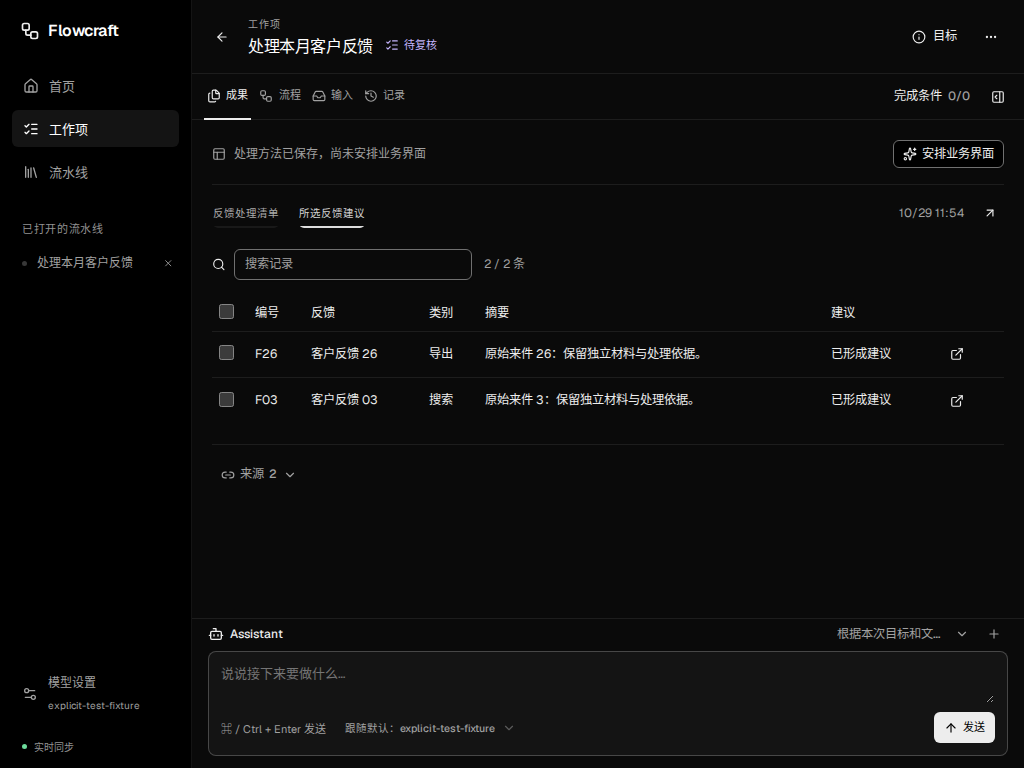 Flowcraft
首页
工作项
流水线
已打开的流水线
处理本月客户反馈
模型设置
explicit-test-fixture
实时同步
工作项
处理本月客户反馈
待复核
目标
成果
流程
输入
记录
完成条件 0/0
处理方法已保存，尚未安排业务界面
安排业务界面
反馈处理清单
所选反馈建议
10/29 11:54
搜索记录
2 / 2 条
编号 反馈 类别 摘要 建议
F26 客户反馈 26 导出 原始来件 26：保留独立材料与处理依据。 已形成建议
F03 客户反馈 03 搜索 原始来件 3：保留独立材料与处理依据。 已形成建议
来源 2
Assistant
根据本次目标和文…
说说接下来要做什么…
⌘ / Ctrl + Enter 发送
跟随默认：explicit-test-fixture
发送